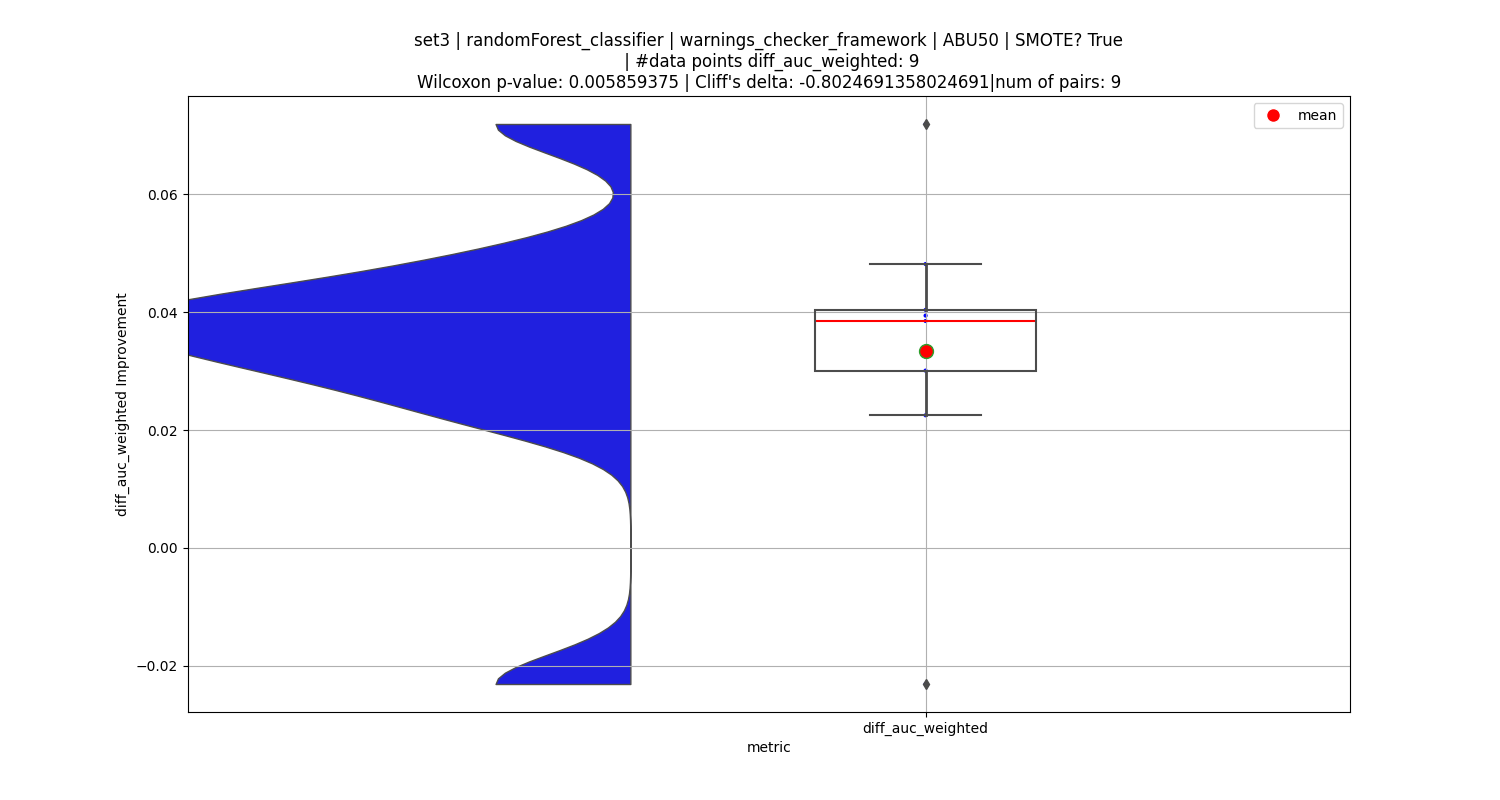 set3 | randomForest_classifier | warnings_checker_framework | ABU50 | SMOTE? True
| #data points diff_auc_weighted: 9
Wilcoxon p-value: 0.005859375 | Cliff's delta: -0.8024691358024691|num of pairs: 9
mean
0.06
0.04
0.02
0.00
−0.02
diff_auc_weighted Improvement
diff_auc_weighted
metric